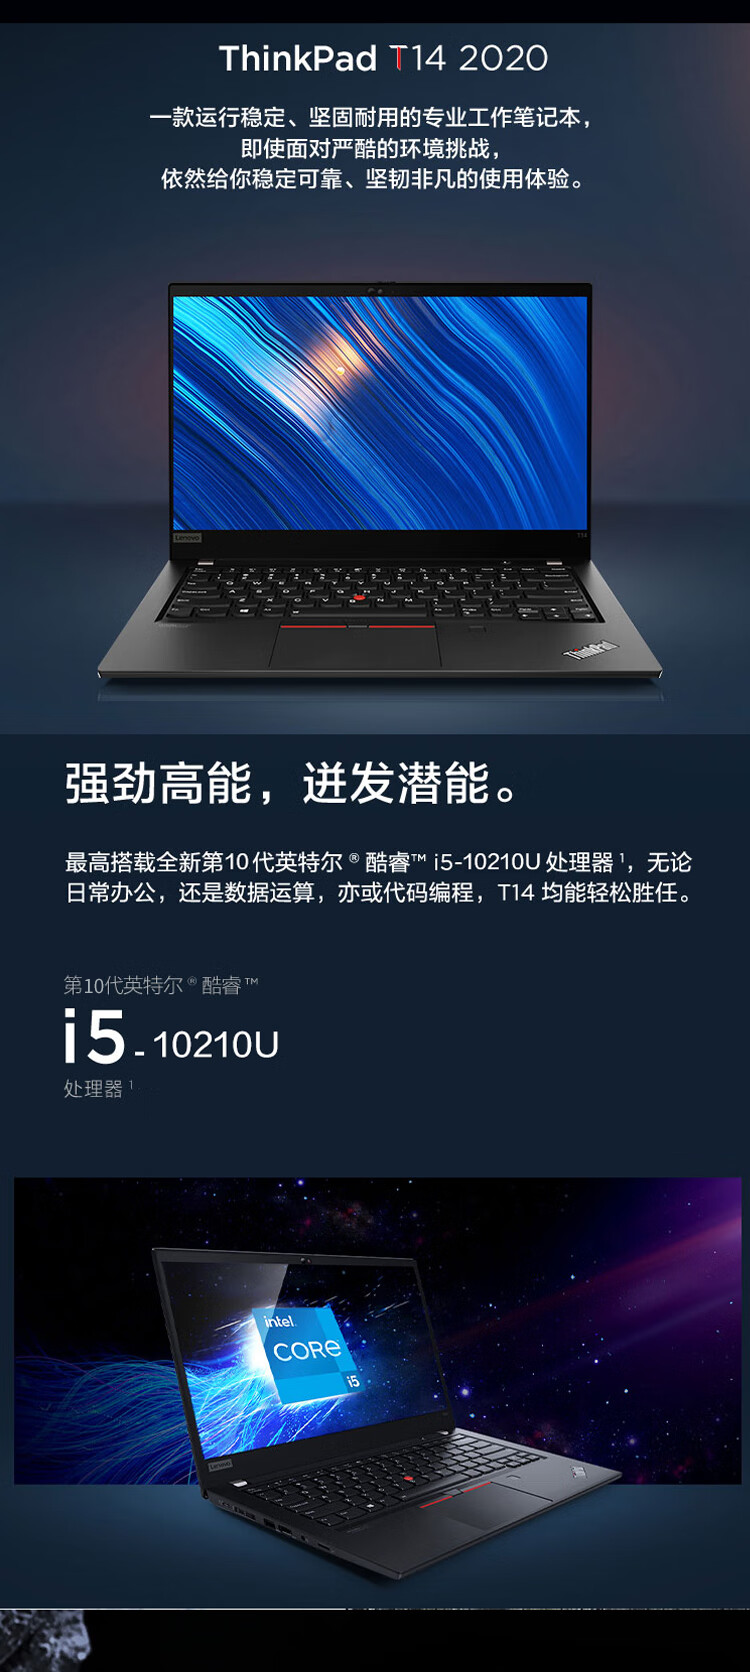 ThinkPad T14 2020
一款运行稳定、坚固耐用的专业工作笔记本，
即使面对严酷的环境挑战，
依然给你稳定可靠、坚韧非凡的使用体验。
Lenovo
T14
ThinkPad
强劲高能，迸发潜能。
最高搭载全新第10代英特尔®酷睿™ i5-10210U 处理器¹，无论
日常办公，还是数据运算，亦或代码编程，T14 均能轻松胜任。
第10代英特尔®酷睿™
i5-10210U
处理器¹
intel.
CORE
i5
Lenovo